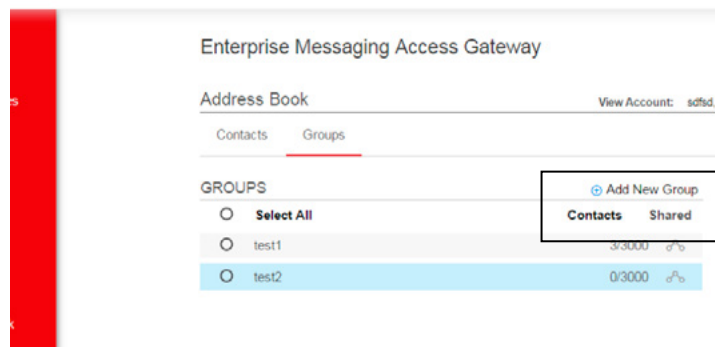 Enterprise Messaging Access Gateway
Address Book View Account: sdfsd.
Contacts Groups
GROUPS Add New Group
Select All Contacts Shared
test1 3/3000
test2 0/3000